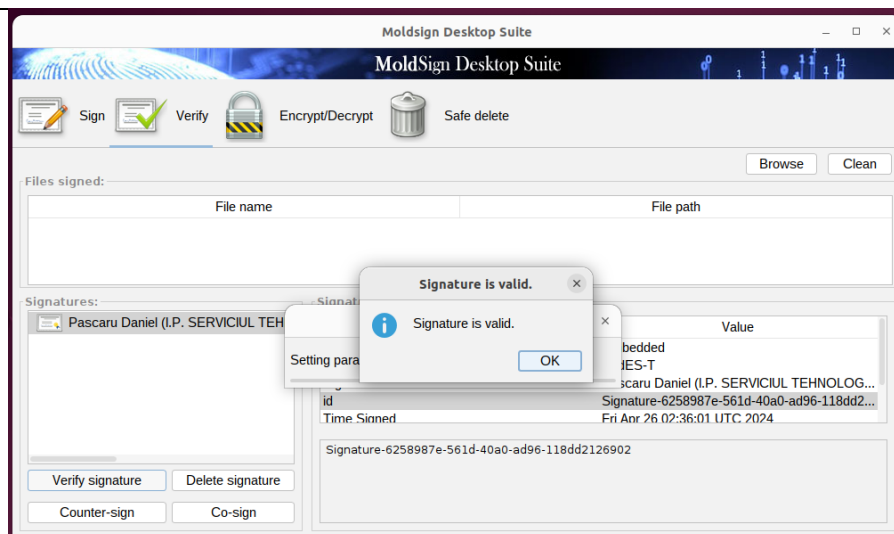 Moldsign Desktop Suite
MoldSign Desktop Suite
Sign
Verify
Encrypt/Decrypt
Safe delete
Browse
Clean
Files signed:
File name
File path
Signatures:
Pascaru Daniel (I.P. SERVICIUL TEH
Signature is valid.
Signature is valid.
OK
Setting para
Value
bedded
dES-T
scaru Daniel (I.P. SERVICIUL TEHNOLOG...
id
Signature-6258987e-561d-40a0-ad96-118dd2...
Time Signed
Fri Apr 26 02:36:01 UTC 2024
Signature-6258987e-561d-40a0-ad96-118dd2126902
Verify signature
Delete signature
Counter-sign
Co-sign